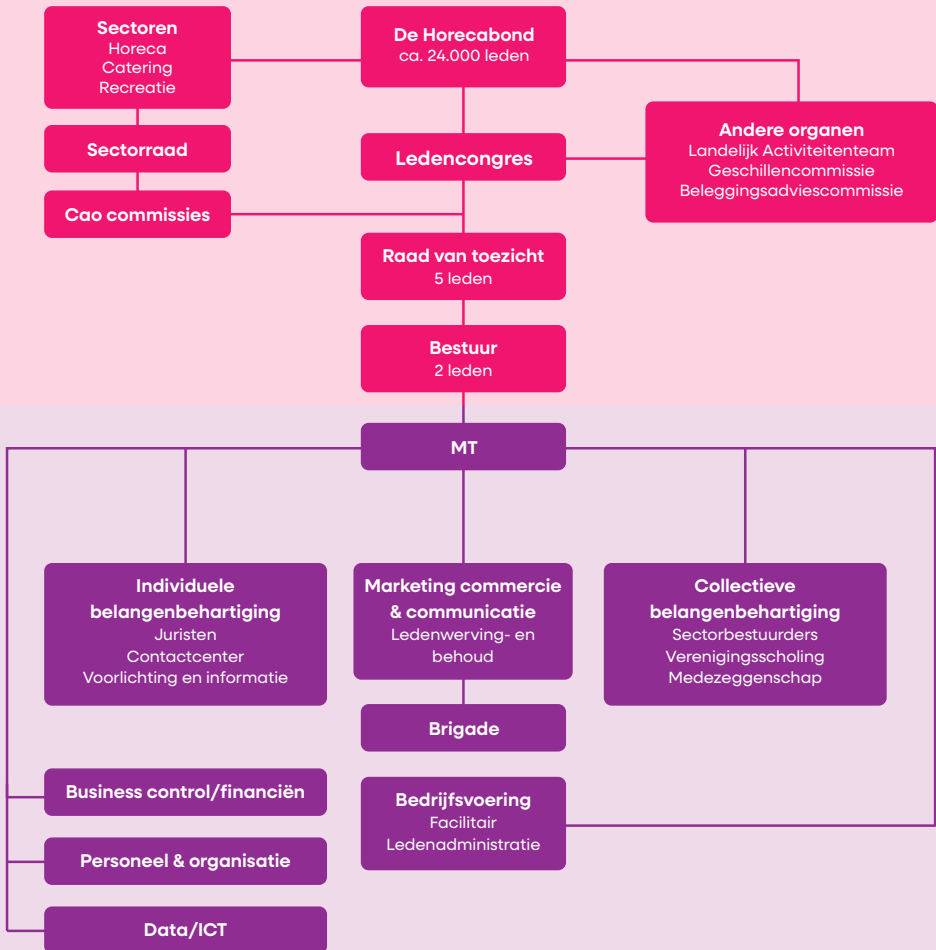 Sectoren
Horeca
Catering
Recreatie
De Horecabond
ca. 24.000 leden
Andere organen
Landelijk Activiteitenteam
Geschillencommissie
Beleggingsadviescommissie
Sectorraad
Ledencongres
Cao commissies
Raad van toezicht
5 leden
Bestuur
2 leden
MT
Individuele
belangenbehartiging
Juristen
Contactcenter
Voorlichting en informatie
Marketing commercie
& communicatie
Ledenwerving- en
behoud
Collectieve
belangenbehartiging
Sectorbestuurders
Verenigingsscholing
Medezeggenschap
Brigade
Business control/financiën
Bedrijfsvoering
Facilitair
Ledenadministratie
Personeel & organisatie
Data/ICT